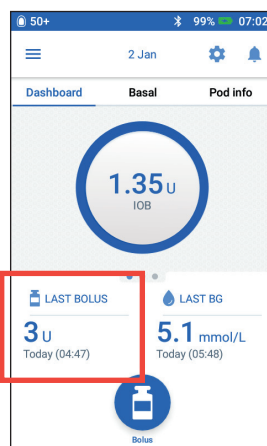 50+ 99% 07:02
2 Jan
Dashboard Basal Pod info
1.35 U
IOB
LAST BOLUS
3 U
Today (04:47)
LAST BG
5.1 mmol/L
Today (05:48)
Bolus